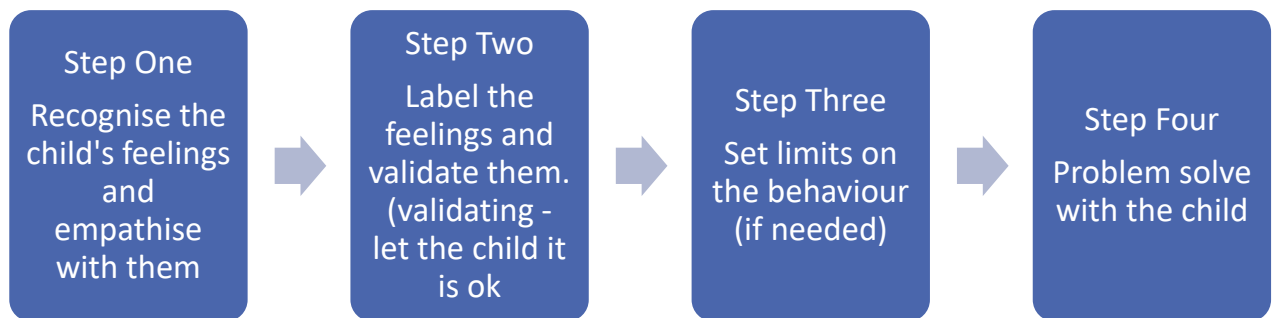 Step One
Recognise the
child's feelings
and
empathise
with them
Step Two
Label the
feelings and
validate them.
(validating -
let the child it
is ok
Step Three
Set limits on
the behaviour
(if needed)
Step Four
Problem solve
with the child